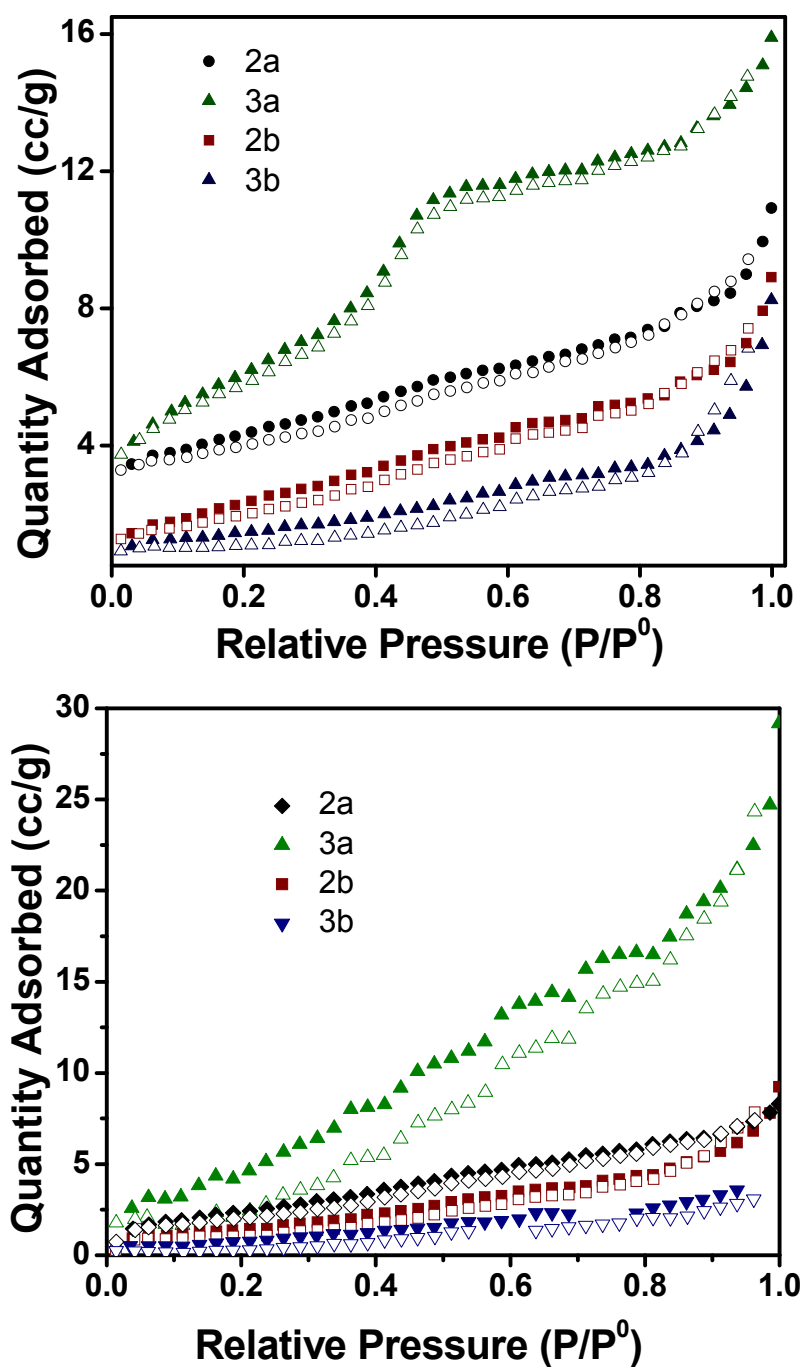 16
12
8
4
Quantity Adsorbed (cc/g)
2a
3a
2b
3b
0.0 0.2 0.4 0.6 0.8 1.0
Relative Pressure (P/P⁰)
30
25
20
15
10
5
0
Quantity Adsorbed (cc/g)
2a
3a
2b
3b
0.0 0.2 0.4 0.6 0.8 1.0
Relative Pressure (P/P⁰)